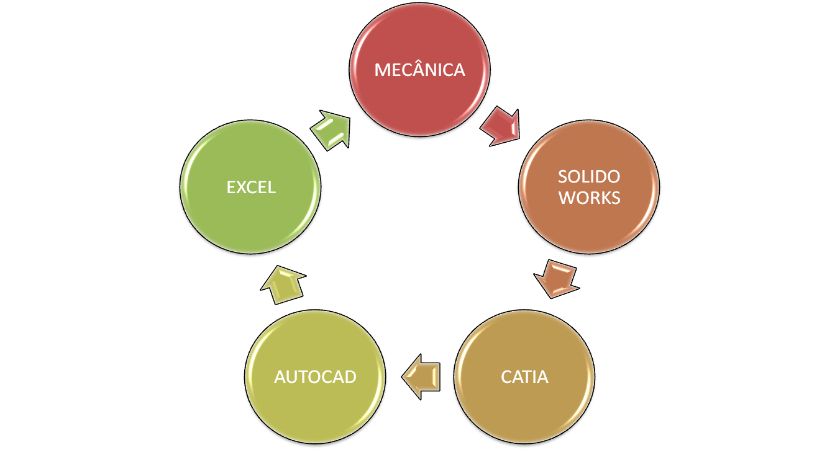 MECÂNICA
SOLIDO
WORKS
CATIA
AUTOCAD
EXCEL